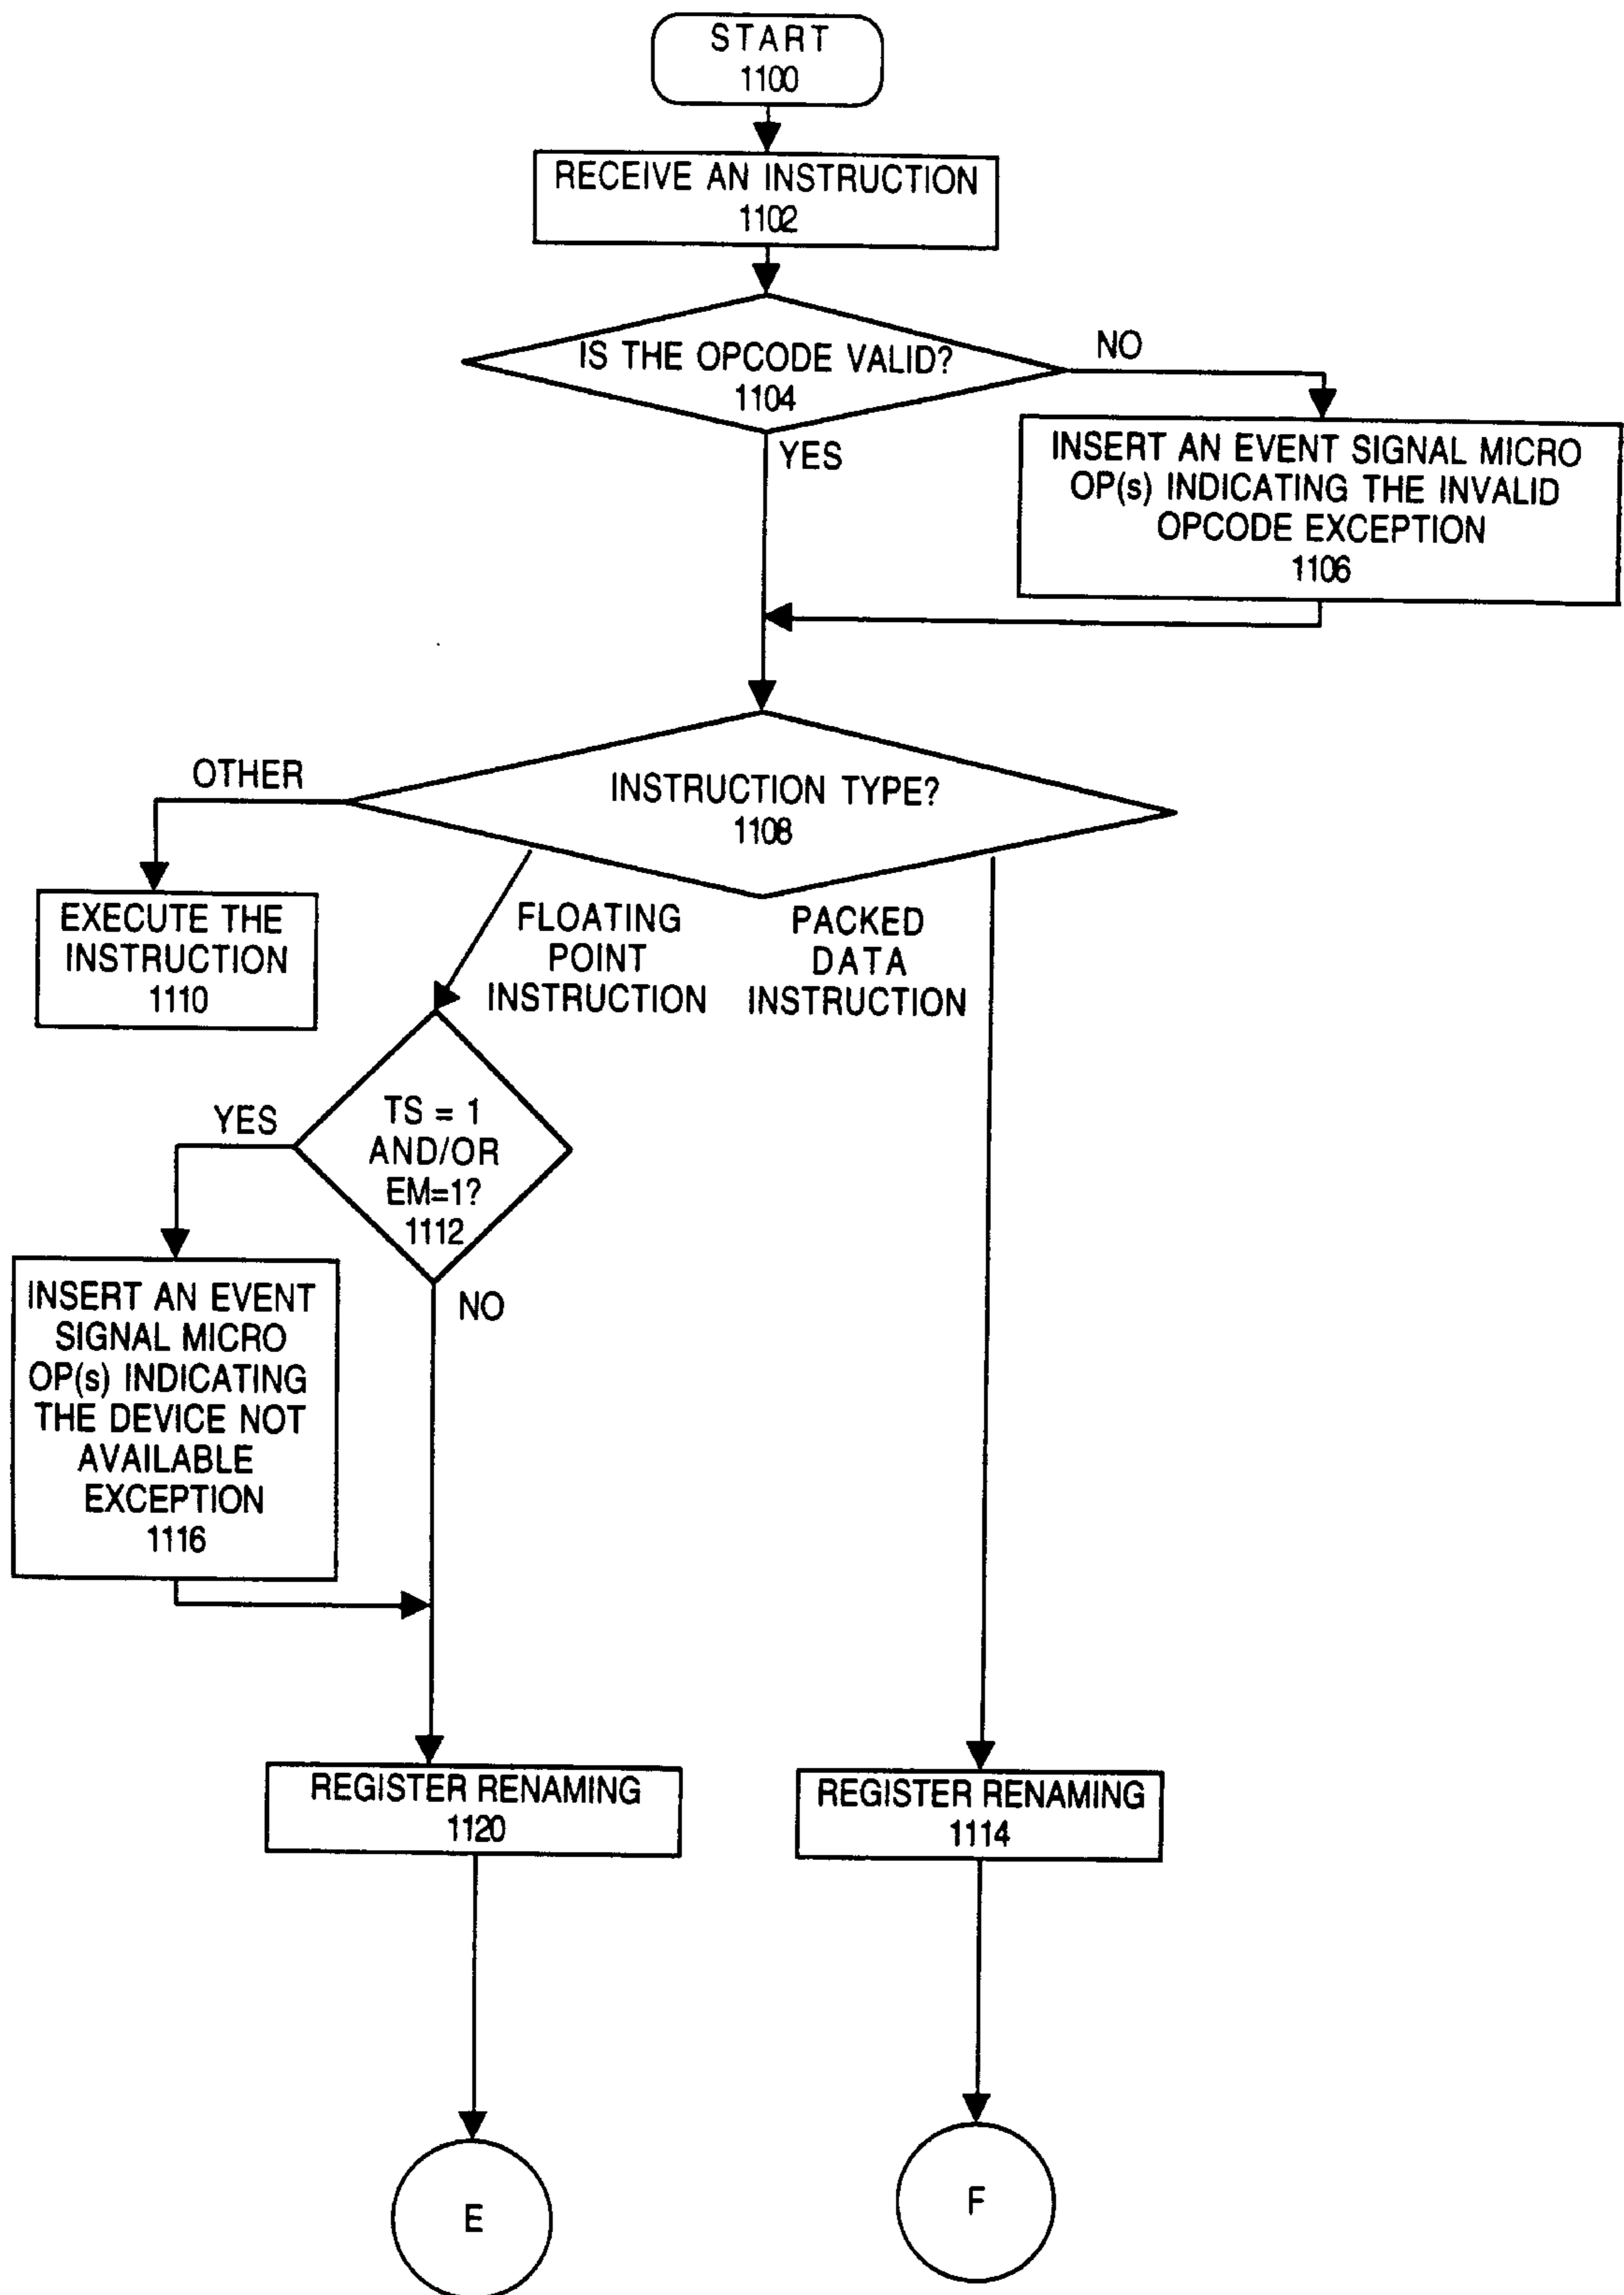 START
1100
RECEIVE AN INSTRUCTION
1102
IS THE OPCODE VALID?
1104
NO
YES
INSERT AN EVENT SIGNAL MICRO
OP(s) INDICATING THE INVALID
OPCODE EXCEPTION
1106
INSTRUCTION TYPE?
1108
OTHER
EXECUTE THE
INSTRUCTION
1110
FLOATING
POINT
INSTRUCTION
PACKED
DATA
INSTRUCTION
TS = 1
AND/OR
EM=1?
1112
YES
NO
INSERT AN EVENT
SIGNAL MICRO
OP(s) INDICATING
THE DEVICE NOT
AVAILABLE
EXCEPTION
1116
REGISTER RENAMING
1120
REGISTER RENAMING
1114
E
F